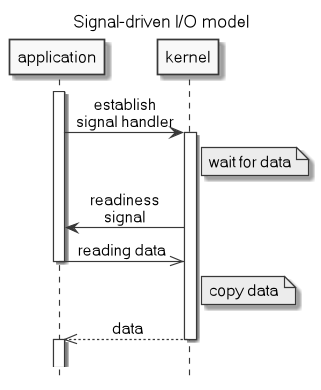 Signal-driven I/O model
application
kernel
establish
signal handler
wait for data
readiness
signal
reading data
copy data
data